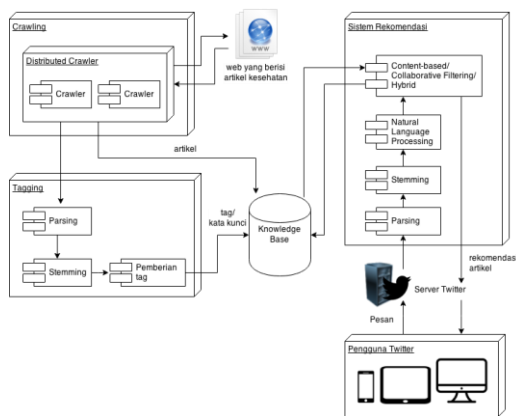 Crawling
Distributed Crawler
Crawler
Crawler
WWW
web yang berisi
artikel kesehatan
artikel
Tagging
Parsing
Stemming
Pemberian
tag
tag/
kata kunci
Knowledge
Base
Sistem Rekomendasi
Content-based/
Collaborative Filtering/
Hybrid
Natural
Language
Processing
Stemming
Parsing
rekomendas
artikel
Server Twitter
Pesan
Pengguna Twitter